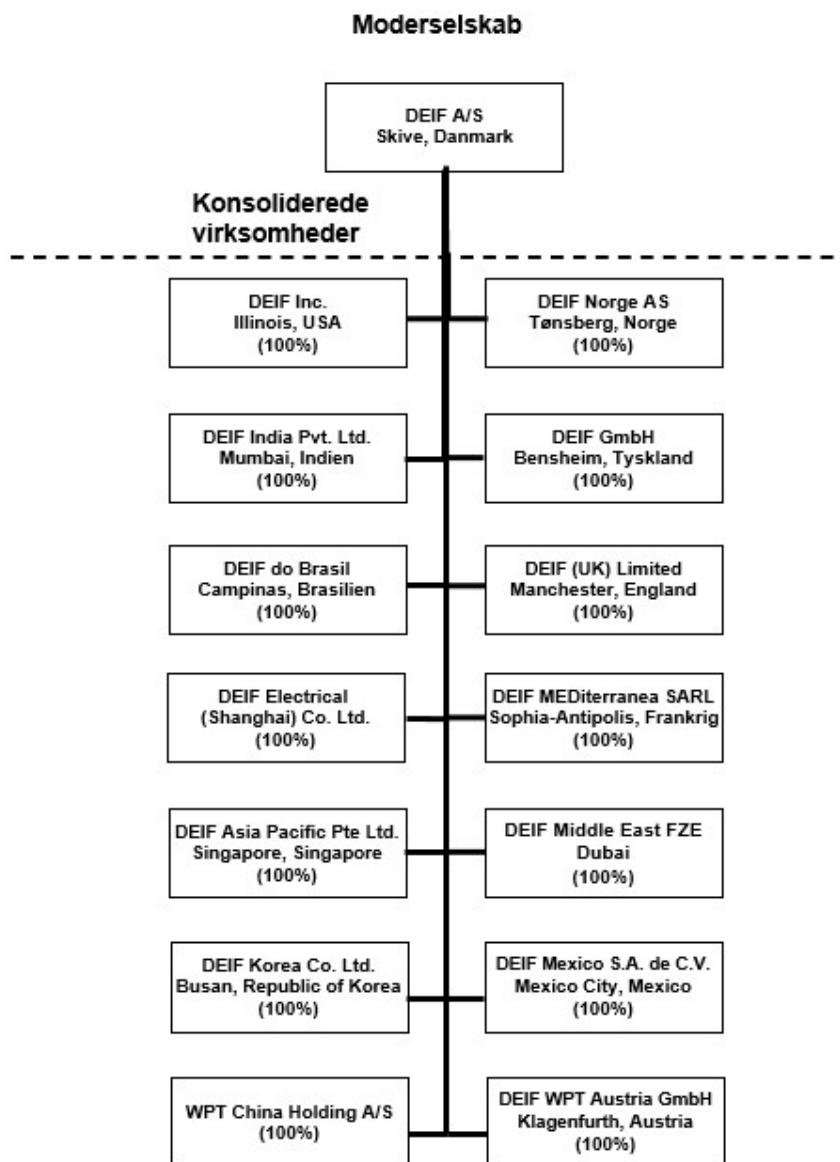 Moderselskab
DEIF A/S
Skive, Danmark
Konsoliderede
virksomheder
DEIF Inc.
Illinois, USA
(100%)
DEIF Norge AS
Tønsberg, Norge
(100%)
DEIF India Pvt. Ltd.
Mumbai, Indien
(100%)
DEIF GmbH
Bensheim, Tyskland
(100%)
DEIF do Brasil
Campinas, Brasilien
(100%)
DEIF (UK) Limited
Manchester, England
(100%)
DEIF Electrical
(Shanghai) Co. Ltd.
(100%)
DEIF MEDiterranea SARL
Sophia-Antipolis, Frankrig
(100%)
DEIF Asia Pacific Pte Ltd.
Singapore, Singapore
(100%)
DEIF Middle East FZE
Dubai
(100%)
DEIF Korea Co. Ltd.
Busan, Republic of Korea
(100%)
DEIF Mexico S.A. de C.V.
Mexico City, Mexico
(100%)
WPT China Holding A/S
(100%)
DEIF WPT Austria GmbH
Klagenfurth, Austria
(100%)